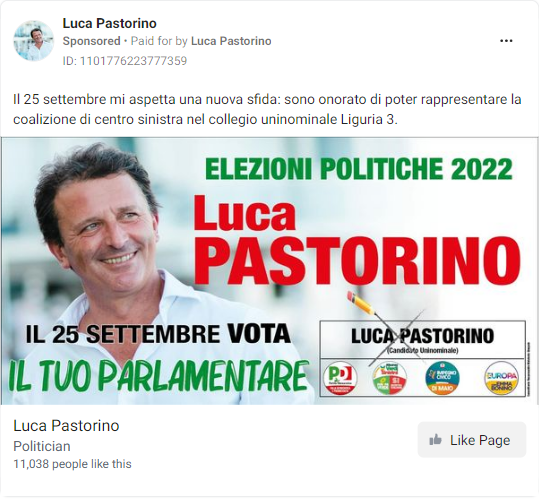 Luca Pastorino
Sponsored • Paid for by Luca Pastorino
ID: 1101776223777359
Il 25 settembre mi aspetta una nuova sfida: sono onorato di poter rappresentare la
coalizione di centro sinistra nel collegio uninominale Liguria 3.
ELEZIONI POLITICHE 2022
Luca
PASTORINO
IL 25 SETTEMBRE VOTA
IL TUO PARLAMENTARE
LUCA PASTORINO
(Candidato Uninominale)
PD
SI
IMPEGNO
CIVICO
DI MAIO
+EUROPA
EMMA
BONINO
Luca Pastorino
Politician
11,038 people like this
Like Page